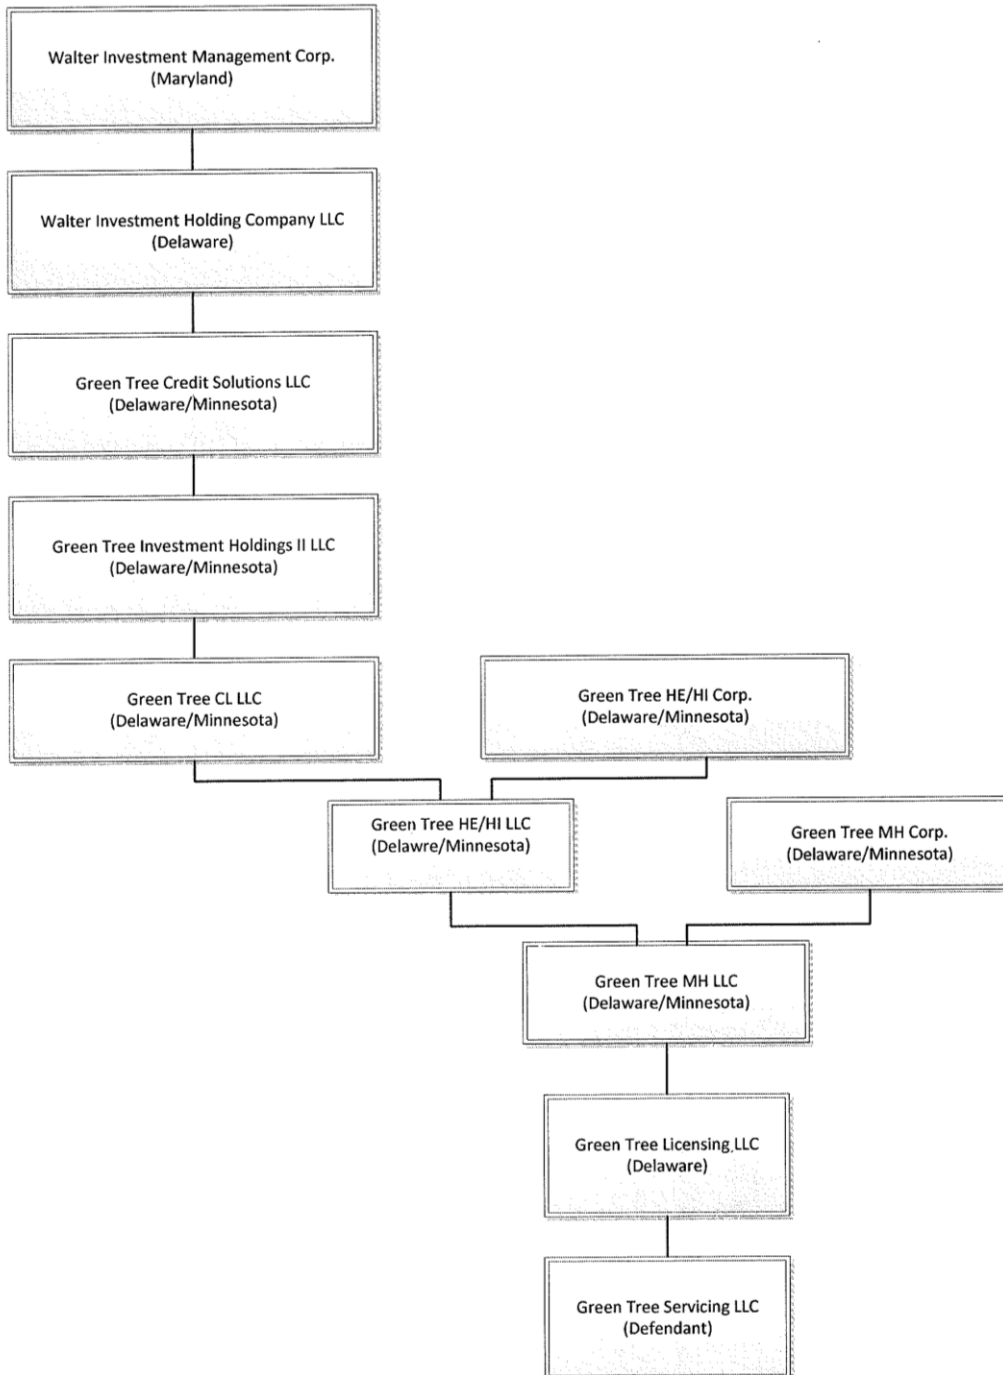 Walter Investment Management Corp.
(Maryland)
Walter Investment Holding Company LLC
(Delaware)
Green Tree Credit Solutions LLC
(Delaware/Minnesota)
Green Tree Investment Holdings II LLC
(Delaware/Minnesota)
Green Tree CL LLC
(Delaware/Minnesota)
Green Tree HE/HI Corp.
(Delaware/Minnesota)
Green Tree HE/HI LLC
(Delawre/Minnesota)
Green Tree MH Corp.
(Delaware/Minnesota)
Green Tree MH LLC
(Delaware/Minnesota)
Green Tree Licensing LLC
(Delaware)
Green Tree Servicing LLC
(Defendant)